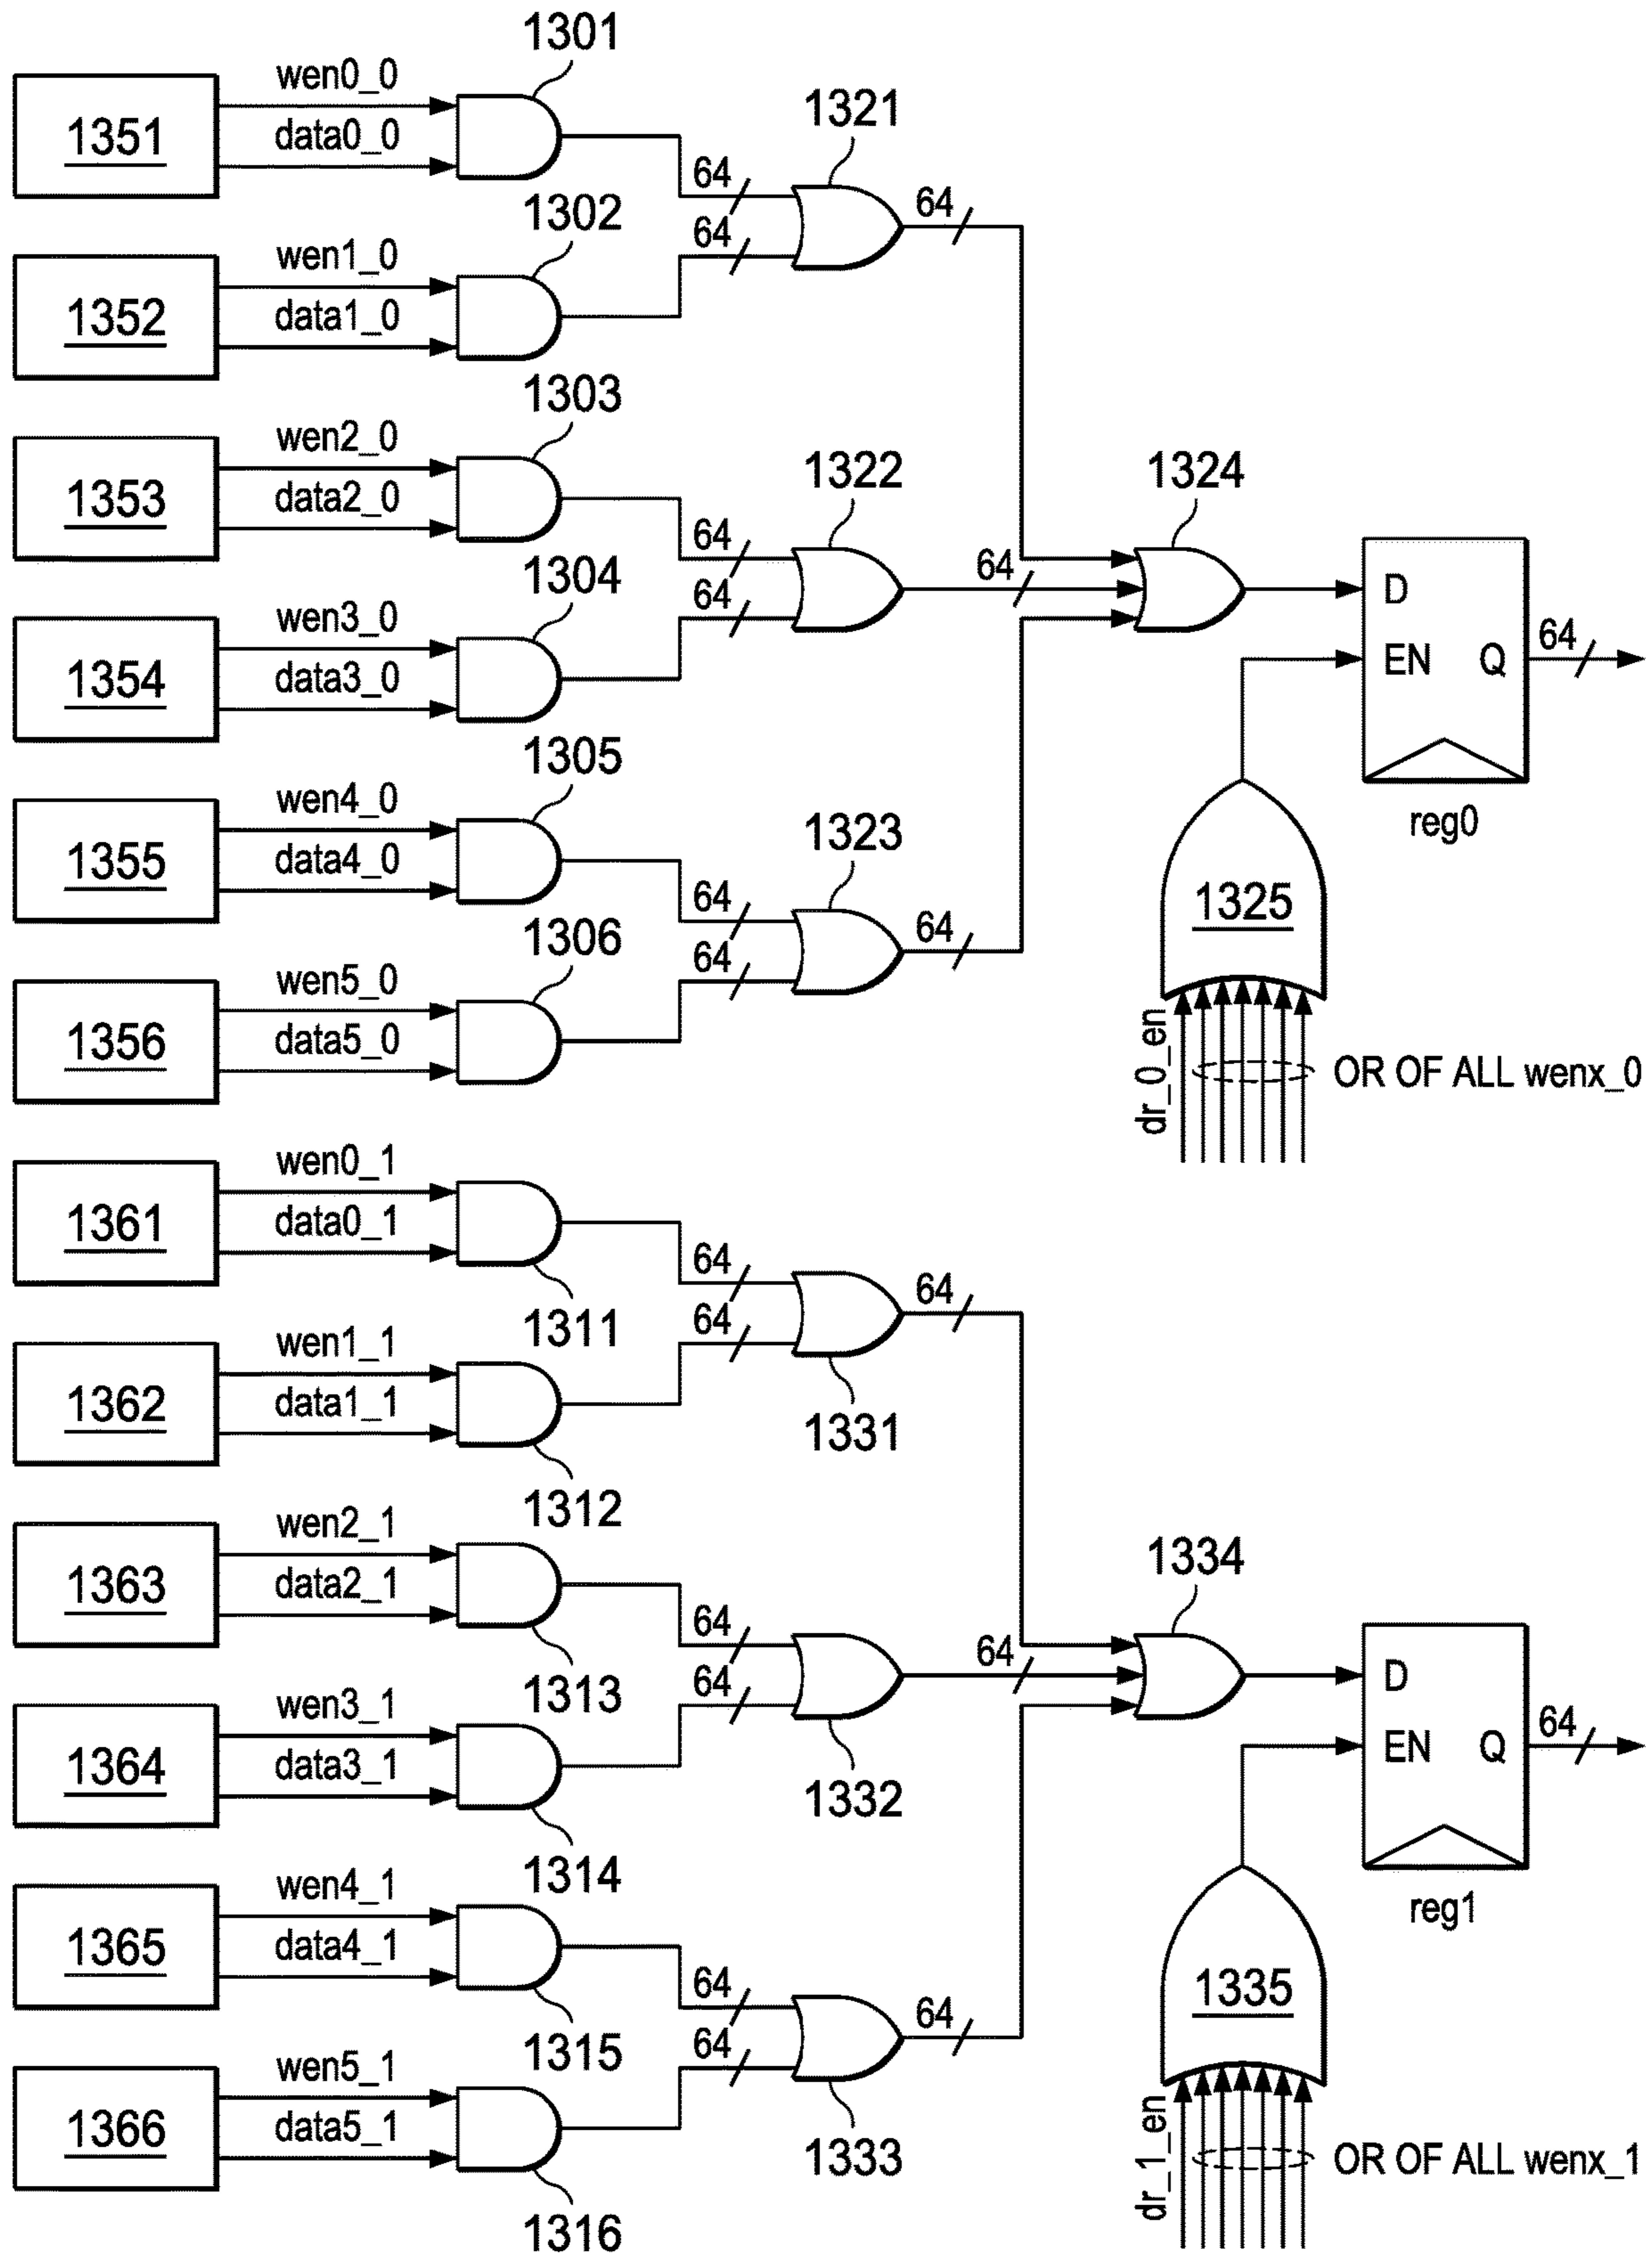 1301
wen0_0
1351
data0_0
1321
64
64
1302
64
wen1_0
1352
data1_0
1303
wen2_0
1353
data2_0
1322
1324
64
64
1304
64
D
wen3_0
1354
data3_0
EN
Q
64
1305
wen4_0
1355
data4_0
1323
reg0
64
64
1325
1306
64
wen5_0
1356
data5_0
dr_0_en
OR OF ALL wenx_0
wen0_1
1361
data0_1
64
64
1311
64
wen1_1
1362
data1_1
1331
1312
wen2_1
1363
data2_1
1334
64
64
1313
64
D
wen3_1
1364
data3_1
EN
Q
64
1332
1314
wen4_1
1365
data4_1
reg1
64
64
1335
1315
64
wen5_1
1366
data5_1
1333
dr_1_en
OR OF ALL wenx_1
1316